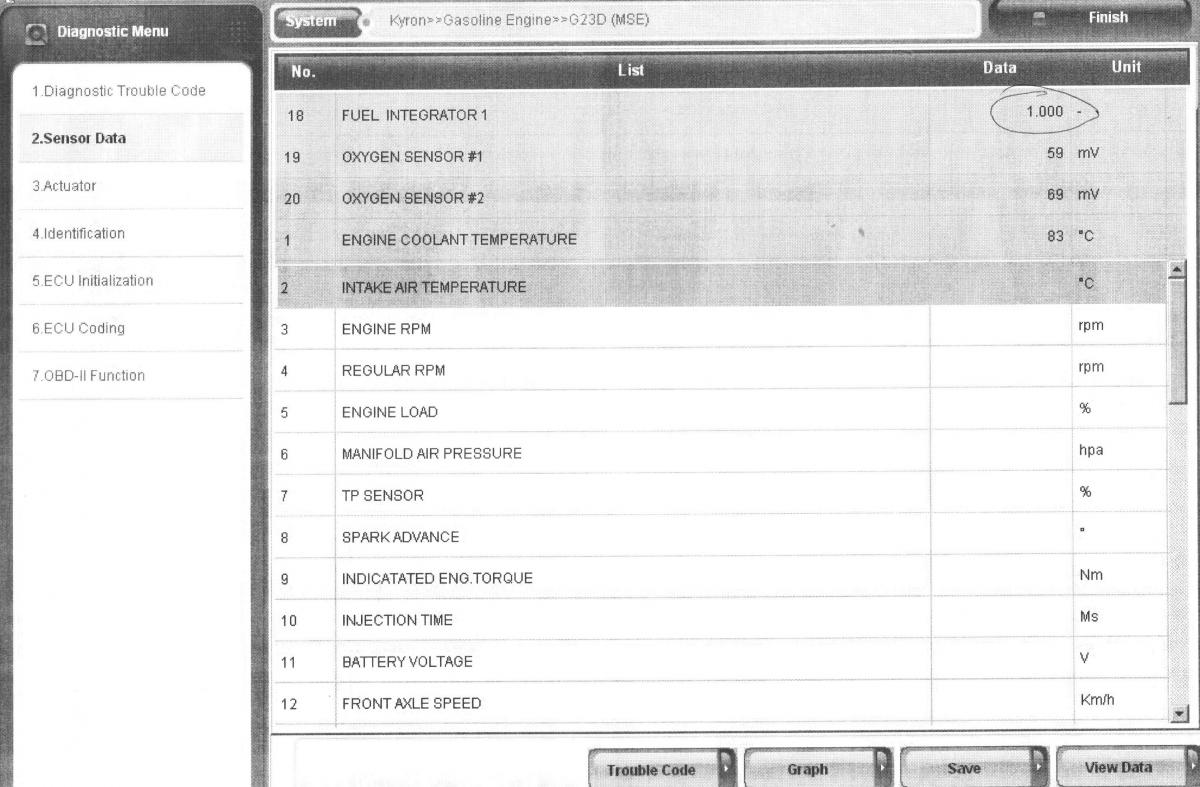 Diagnostic Menu
System
Kyron>>Gasoline Engine>>G23D (MSE)
Finish
1.Diagnostic Trouble Code
2.Sensor Data
3.Actuator
4.Identification
5.ECU Initialization
6.ECU Coding
7.OBD-II Function
No. List Data Unit
18 FUEL INTEGRATOR 1 1.000 -
19 OXYGEN SENSOR #1 59 mV
20 OXYGEN SENSOR #2 69 mV
1 ENGINE COOLANT TEMPERATURE 83 °C
2 INTAKE AIR TEMPERATURE °C
3 ENGINE RPM rpm
4 REGULAR RPM rpm
5 ENGINE LOAD %
6 MANIFOLD AIR PRESSURE hpa
7 TP SENSOR %
8 SPARK ADVANCE °
9 INDICATATED ENG.TORQUE Nm
10 INJECTION TIME Ms
11 BATTERY VOLTAGE V
12 FRONT AXLE SPEED Km/h
Trouble Code
Graph
Save
View Data